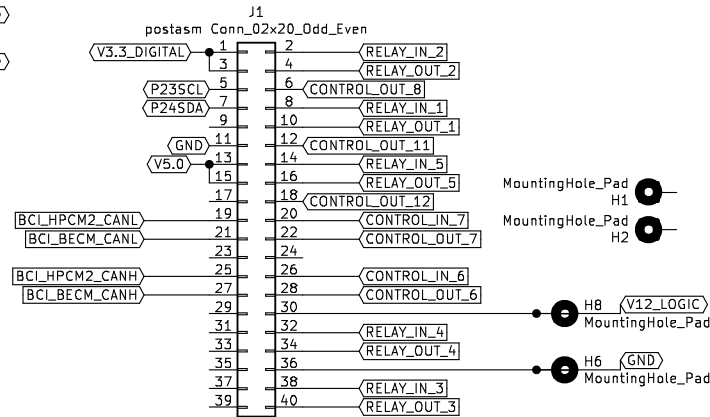 J1
postasm Conn_02x20_Odd_Even
V3.3_DIGITAL 1 2 RELAY_IN_2
3 4 RELAY_OUT_2
P23SCL 5 6 CONTROL_OUT_8
P24SDA 7 8 RELAY_IN_1
9 10 RELAY_OUT_1
GND 11 12 CONTROL_OUT_11
V5.0 13 14 RELAY_IN_5
15 16 RELAY_OUT_5
17 18 CONTROL_OUT_12
MountingHole_Pad
H1
BCI_HPCM2_CANL 19 20 CONTROL_IN_7
BCI_BECM_CANL 21 22 CONTROL_OUT_7
MountingHole_Pad
H2
23 24
BCI_HPCM2_CANH 25 26 CONTROL_IN_6
BCI_BECM_CANH 27 28 CONTROL_OUT_6
29 30 H8 V12_LOGIC
MountingHole_Pad
31 32 RELAY_IN_4
33 34 RELAY_OUT_4
35 36 H6 GND
MountingHole_Pad
37 38 RELAY_IN_3
39 40 RELAY_OUT_3